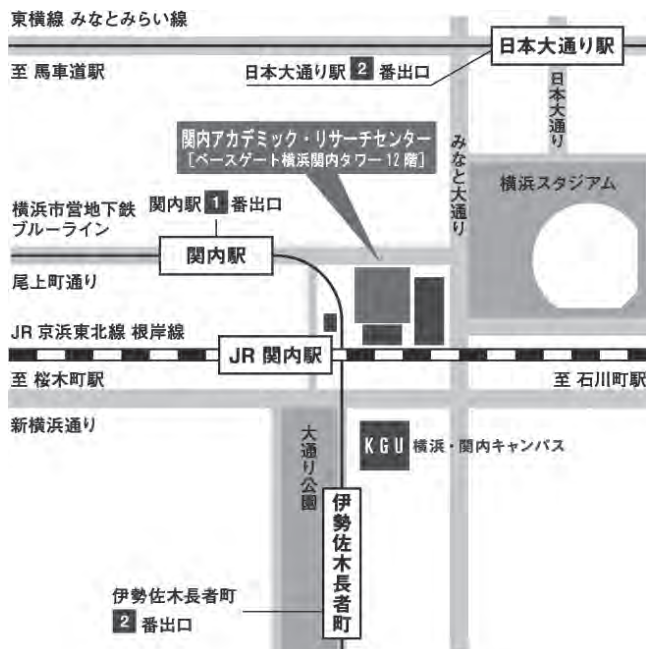 東横線 みなとみらい線
日本大通り駅
至 馬車道駅
日本大通り駅 2 番出口
日本大通り
関内アカデミック・リサーチセンター
［ベースゲート横浜関内タワー12階］
みなと大通り
横浜スタジアム
横浜市営地下鉄
ブルーライン
関内駅 1 番出口
関内駅
尾上町通り
JR 京浜東北線 根岸線
JR 関内駅
至 桜木町駅
至 石川町駅
新横浜通り
大通り公園
KGU 横浜・関内キャンパス
伊勢佐木長者町
伊勢佐木長者町
2 番出口